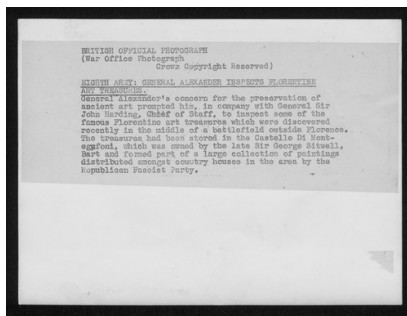 BRITISH OFFICIAL PHOTOGRAPH
(War Office Photograph
Crown Copyright Reserved)
EIGHTH ARMY: GENERAL ALEXANDER INSPECTS FLORENTINE
ART TREASURES.
General Alexander's concern for the preservation of
ancient art prompted him, in company with General Sir
John Harding, Chief of Staff, to inspect some of the
famous Florentine art treasures which were discovered
recently in the middle of a battlefield outside Florence.
The treasures had been stored in the Castello Di Mont-
egufoni, which was owned by the late Sir George Sitwell,
Bart and formed part of a large collection of paintings
distributed amongst country houses in the area by the
Republican Fascist Party.